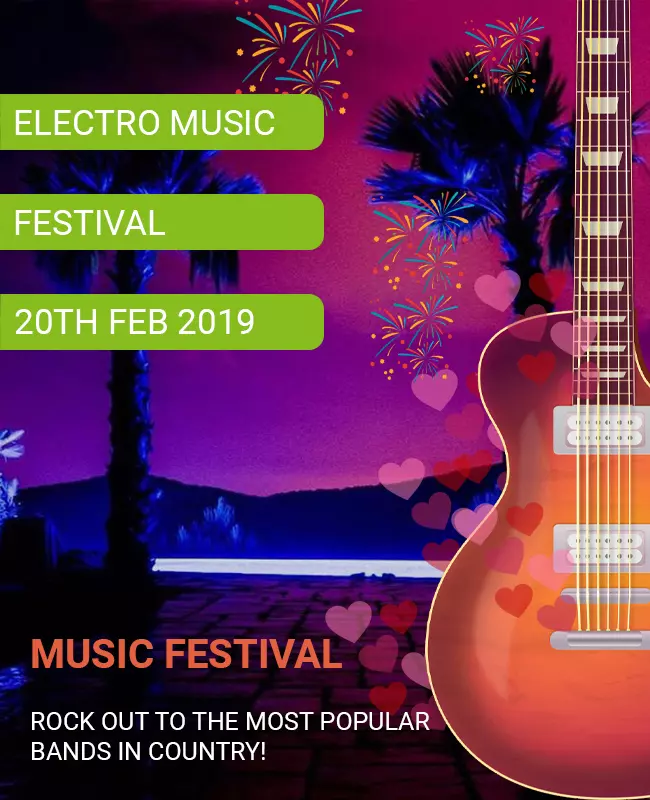 ELECTRO MUSIC
FESTIVAL
20TH FEB 2019
MUSIC FESTIVAL
ROCK OUT TO THE MOST POPULAR
BANDS IN COUNTRY!